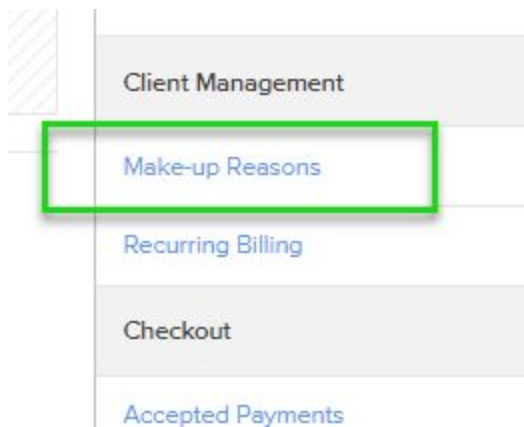 Client Management
Make-up Reasons
Recurring Billing
Checkout
Accepted Payments